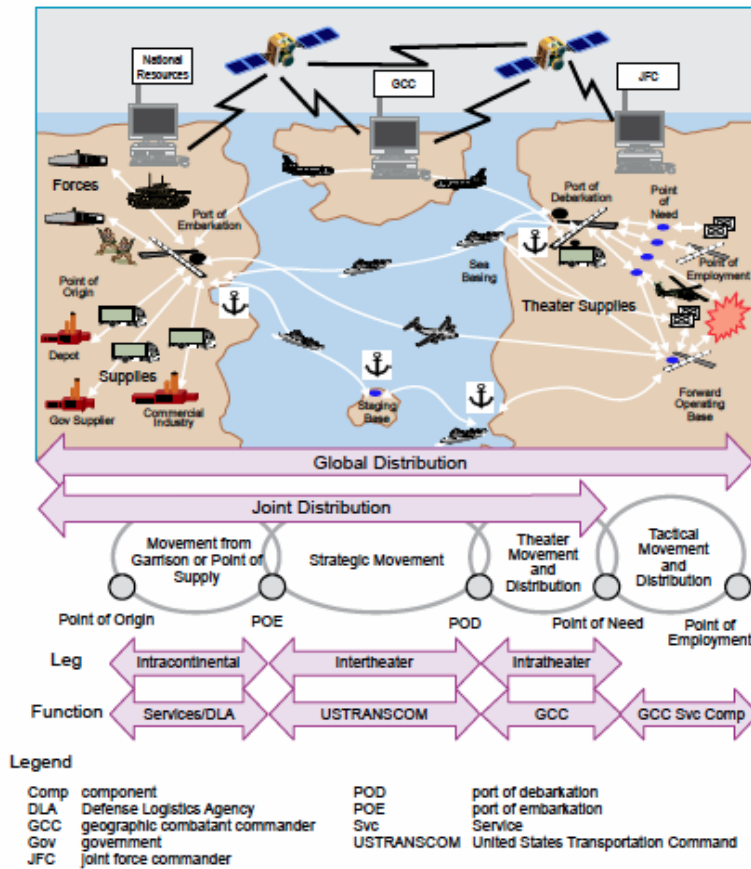 National
Resources
GCC
JFC
Forces
Port of
Embarkation
Port of
Debarkation
Point
of
Need
Point of
Employment
Point of
Origin
Sea
Basing
Theater Supplies
Depot
Supplies
Gov Supplier
Commercial
Industry
Staging
Base
Forward
Operating
Base
Global Distribution
Joint Distribution
Movement from
Garrison or Point of
Supply
Strategic Movement
Theater
Movement
and
Distribution
Tactical
Movement
and
Distribution
Point of Origin
POE
POD
Point of Need
Point of
Employment
Leg
Intracontinental
Intertheater
Intratheater
Function
Services/DLA
USTRANSCOM
GCC
GCC Svc Comp
Legend
Comp component
DLA Defense Logistics Agency
GCC geographic combatant commander
Gov government
JFC joint force commander
POD port of debarkation
POE port of embarkation
Svc Service
USTRANSCOM United States Transportation Command